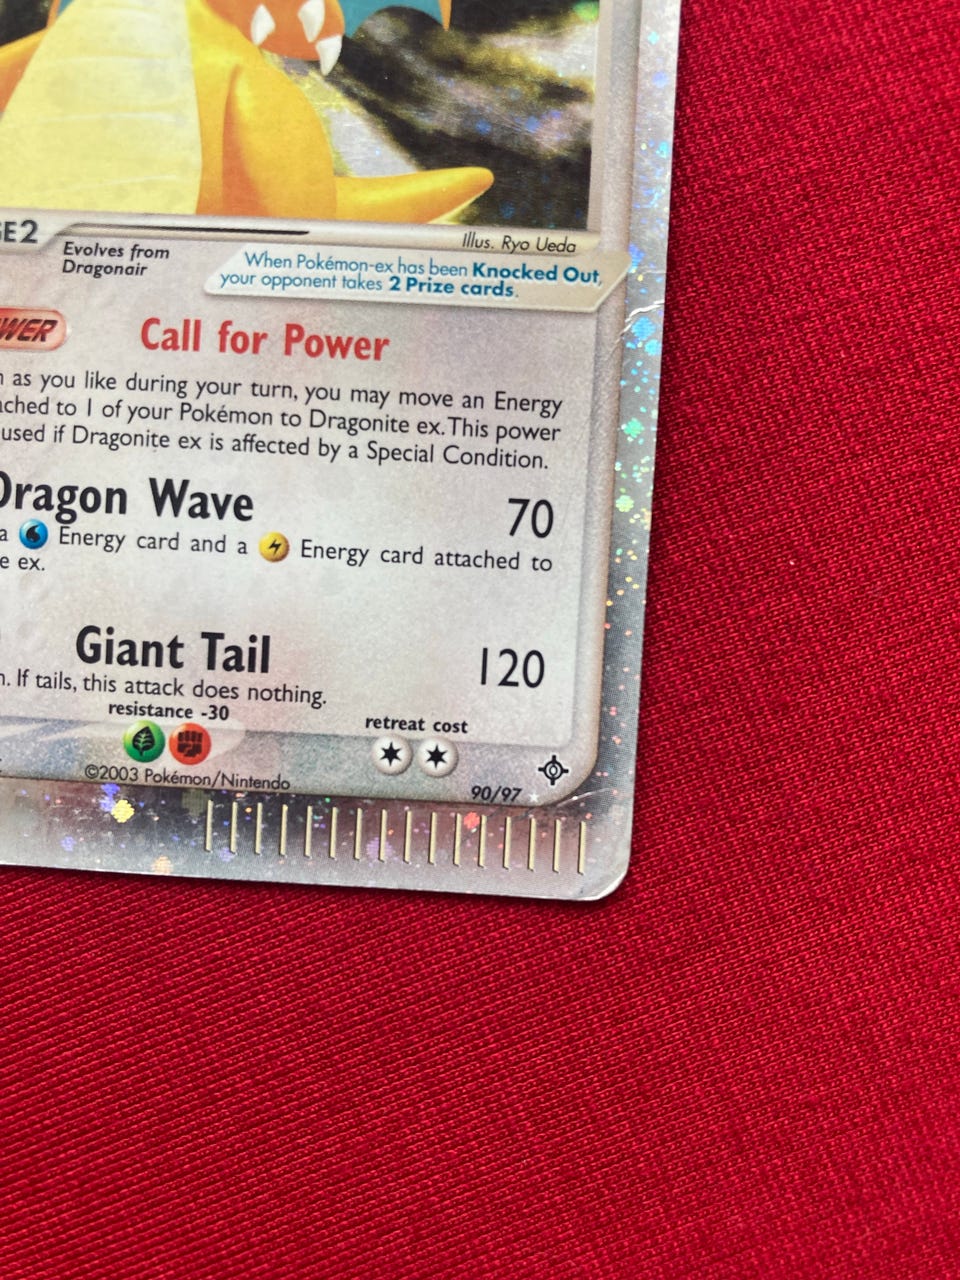 GE2
Illus. Ryo Ueda
Evolves from
Dragonair
When Pokémon-ex has been Knocked Out,
your opponent takes 2 Prize cards.
WER
Call for Power
as you like during your turn, you may move an Energy
ached to 1 of your Pokémon to Dragonite ex. This power
used if Dragonite ex is affected by a Special Condition.
Dragon Wave 70
a Energy card and a Energy card attached to
e ex.
Giant Tail 120
n. If tails, this attack does nothing.
resistance -30
retreat cost
©2003 Pokémon/Nintendo
90/97